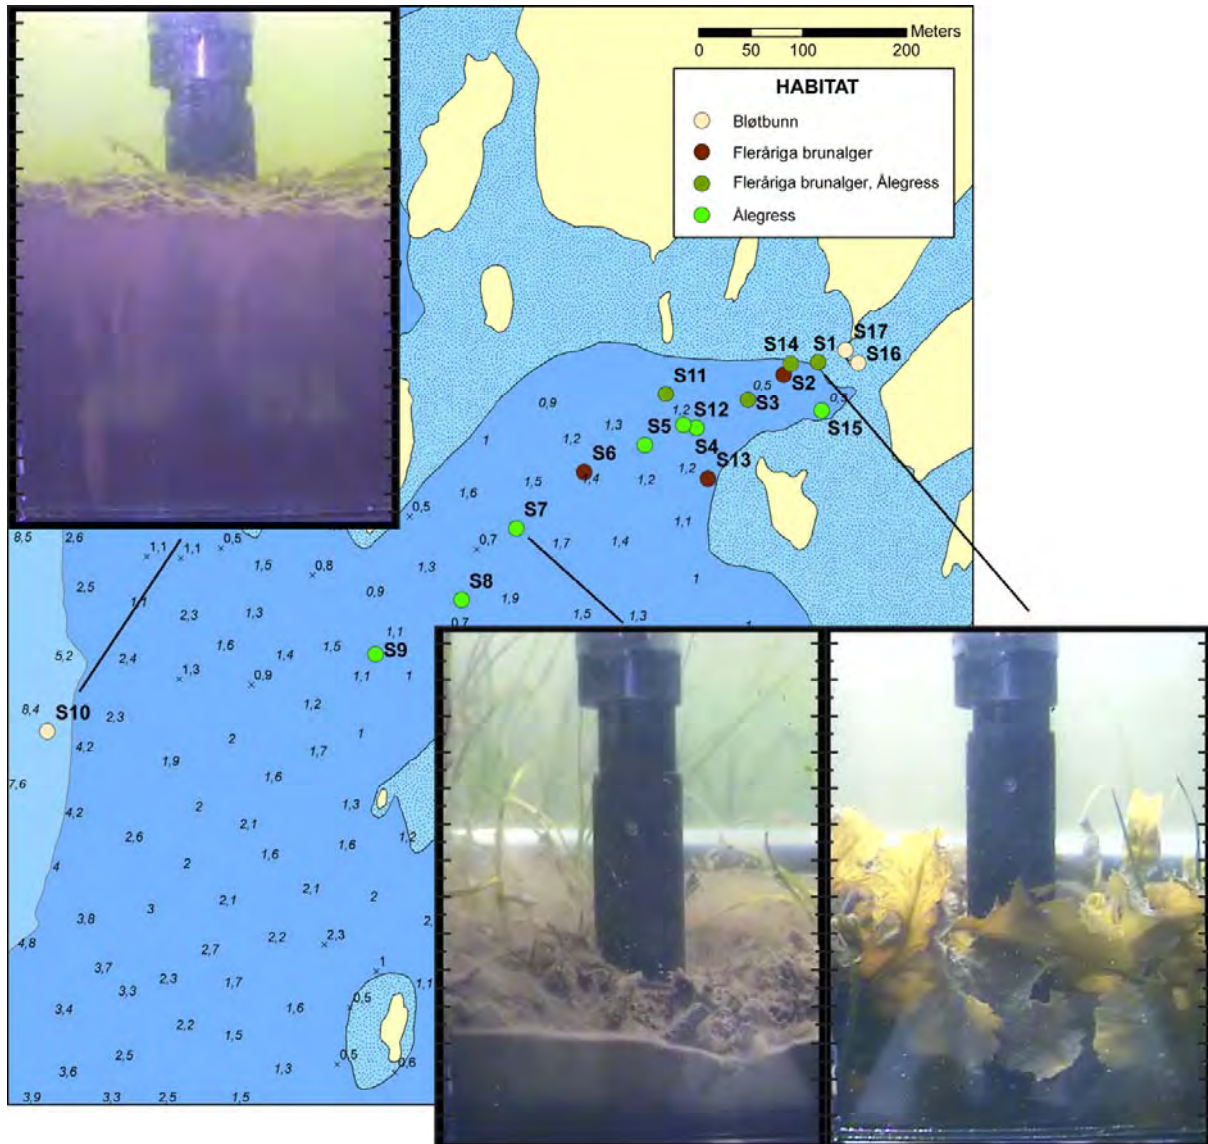 Meters
0 50 100 200
HABITAT
Bløtbunn
Fleråriga brunalger
Fleråriga brunalger, Ålegress
Ålegress
S17
S14 S1
S16
S2
S11 0,5 0,5
0,9 S3
1,2 S12
1,3 S5 S15
1 1,2
S6 S4
1,2 S13
1,5 1,4 1,2
1,6
0,5 S7 1,1
8,5 2,6 0,5 0,7 1,7 1,4
1,1 1,1
1,5 0,8 1,3 1
2,5 0,9 S8 1,9
1,1 2,3 1,3 1,5 1,3
0,7 1
1,1
5,2 2,4 1,6 1,4 1,5 S9
1,3 0,9 1,1 1
8,4 S10 2,3 1,2
4,2 2 1,7 1
7,6 1,9 1,6
4,2 2 1,3
2,6 2,1 1,6 1,2
4 2 1,6
3 2,1 2,1 2
3,8 2,
4,8 2,7 2,2 2,3
3,7 2,3 1,7 1 1,1
3,3
3,4 1,6 0,5
2,2 1,5
2,5 0,5
3,6 1,3 0,6
3,9 3,3 2,5 1,5